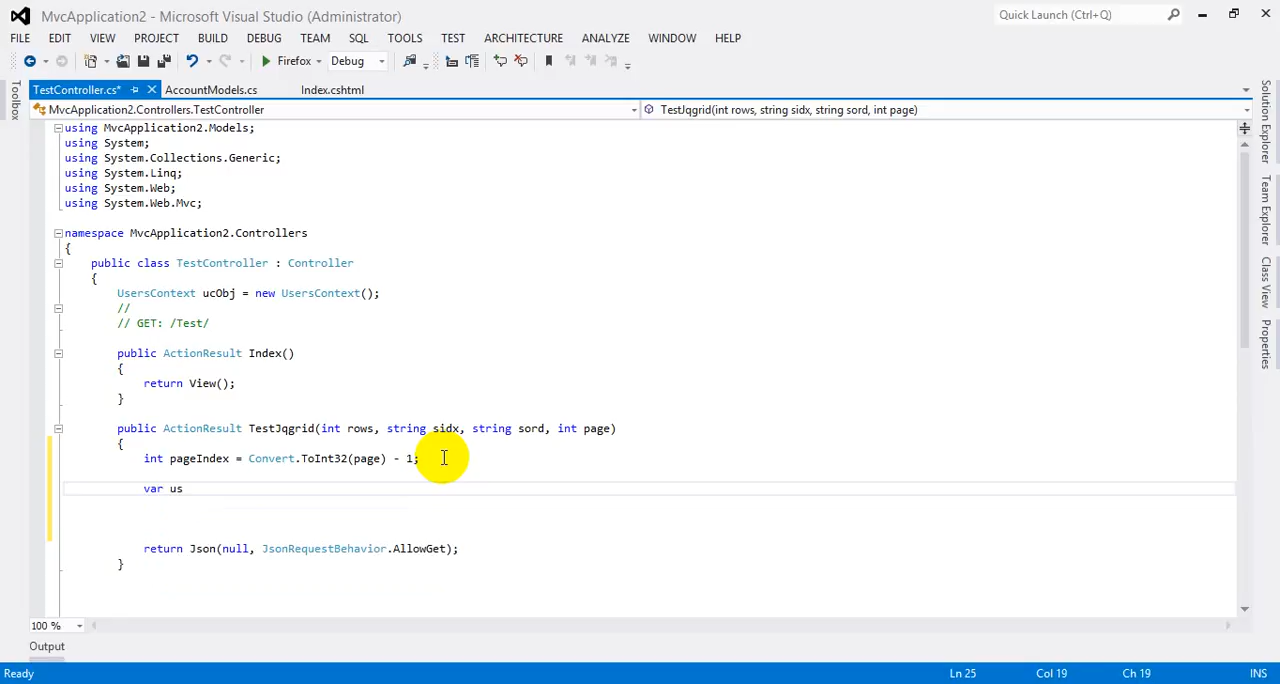 MvcApplication2 - Microsoft Visual Studio (Administrator)
Quick Launch (Ctrl+Q)
FILE EDIT VIEW PROJECT BUILD DEBUG TEAM SQL TOOLS TEST ARCHITECTURE ANALYZE WINDOW HELP
Firefox Debug
TestController.cs* AccountModels.cs Index.cshtml
MvcApplication2.Controllers.TestController TestJqgrid(int rows, string sidx, string sord, int page)
Toolbox
Solution Explorer
Team Explorer
Class View
Properties
using MvcApplication2.Models;
using System;
using System.Collections.Generic;
using System.Linq;
using System.Web;
using System.Web.Mvc;
namespace MvcApplication2.Controllers
{
public class TestController : Controller
{
UsersContext ucObj = new UsersContext();
//
// GET: /Test/
public ActionResult Index()
{
return View();
}
public ActionResult TestJqgrid(int rows, string sidx, string sord, int page)
{
int pageIndex = Convert.ToInt32(page) - 1;
var us
return Json(null, JsonRequestBehavior.AllowGet);
}
100 %
Output
Ready Ln 25 Col 19 Ch 19 INS